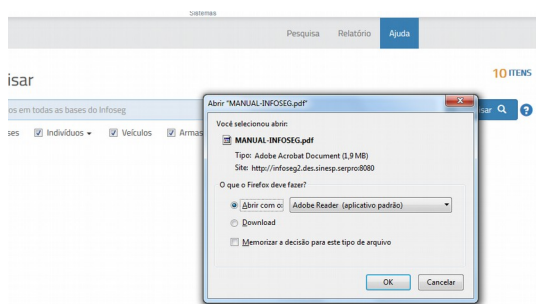 Sistemas
Pesquisa Relatório Ajuda
isar
10 ITENS
os em todas as bases do Infoseg
sar
ses Indivíduos Veículos Armas
Abrir "MANUAL-INFOSEG.pdf"
Você selecionou abrir:
MANUAL-INFOSEG.pdf
Tipo: Adobe Acrobat Document (1,9 MB)
Site: http://infoseg2.des.sinesp.serpro:8080
O que o Firefox deve fazer?
Abrir com o: Adobe Reader (aplicativo padrão)
Download
Memorizar a decisão para este tipo de arquivo
OK Cancelar